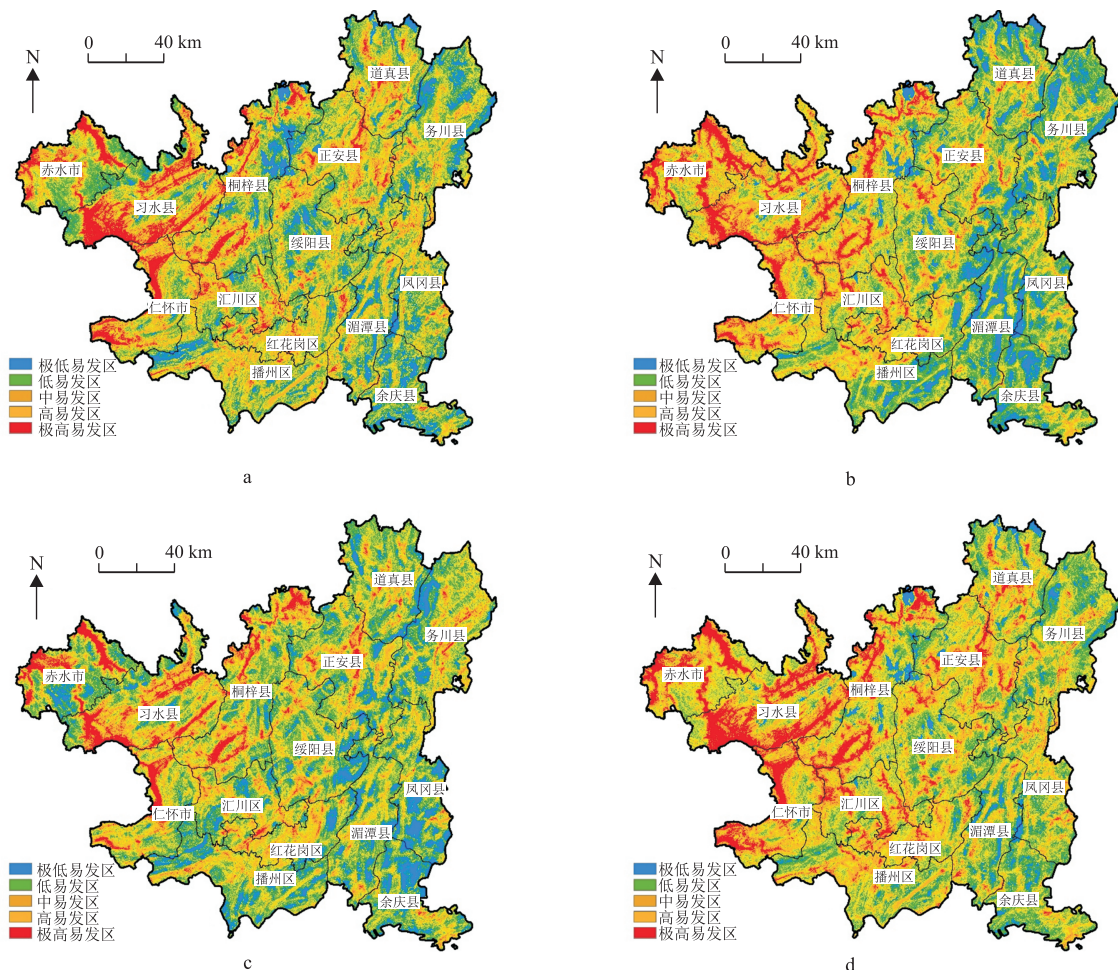 0 40 km
N
道真县
务川县
正安县
赤水市
桐梓县
习水县
绥阳县
凤冈县
仁怀市
汇川区
湄潭县
红花岗区
播州区
余庆县
极低易发区
低易发区
中易发区
高易发区
极高易发区
a
0 40 km
N
道真县
务川县
正安县
赤水市
桐梓县
习水县
绥阳县
凤冈县
仁怀市
汇川区
湄潭县
红花岗区
播州区
余庆县
极低易发区
低易发区
中易发区
高易发区
极高易发区
b
0 40 km
N
道真县
务川县
正安县
赤水市
桐梓县
习水县
绥阳县
凤冈县
仁怀市
汇川区
湄潭县
红花岗区
播州区
余庆县
极低易发区
低易发区
中易发区
高易发区
极高易发区
c
0 40 km
N
道真县
务川县
正安县
赤水市
桐梓县
习水县
绥阳县
凤冈县
仁怀市
汇川区
湄潭县
红花岗区
播州区
余庆县
极低易发区
低易发区
中易发区
高易发区
极高易发区
d